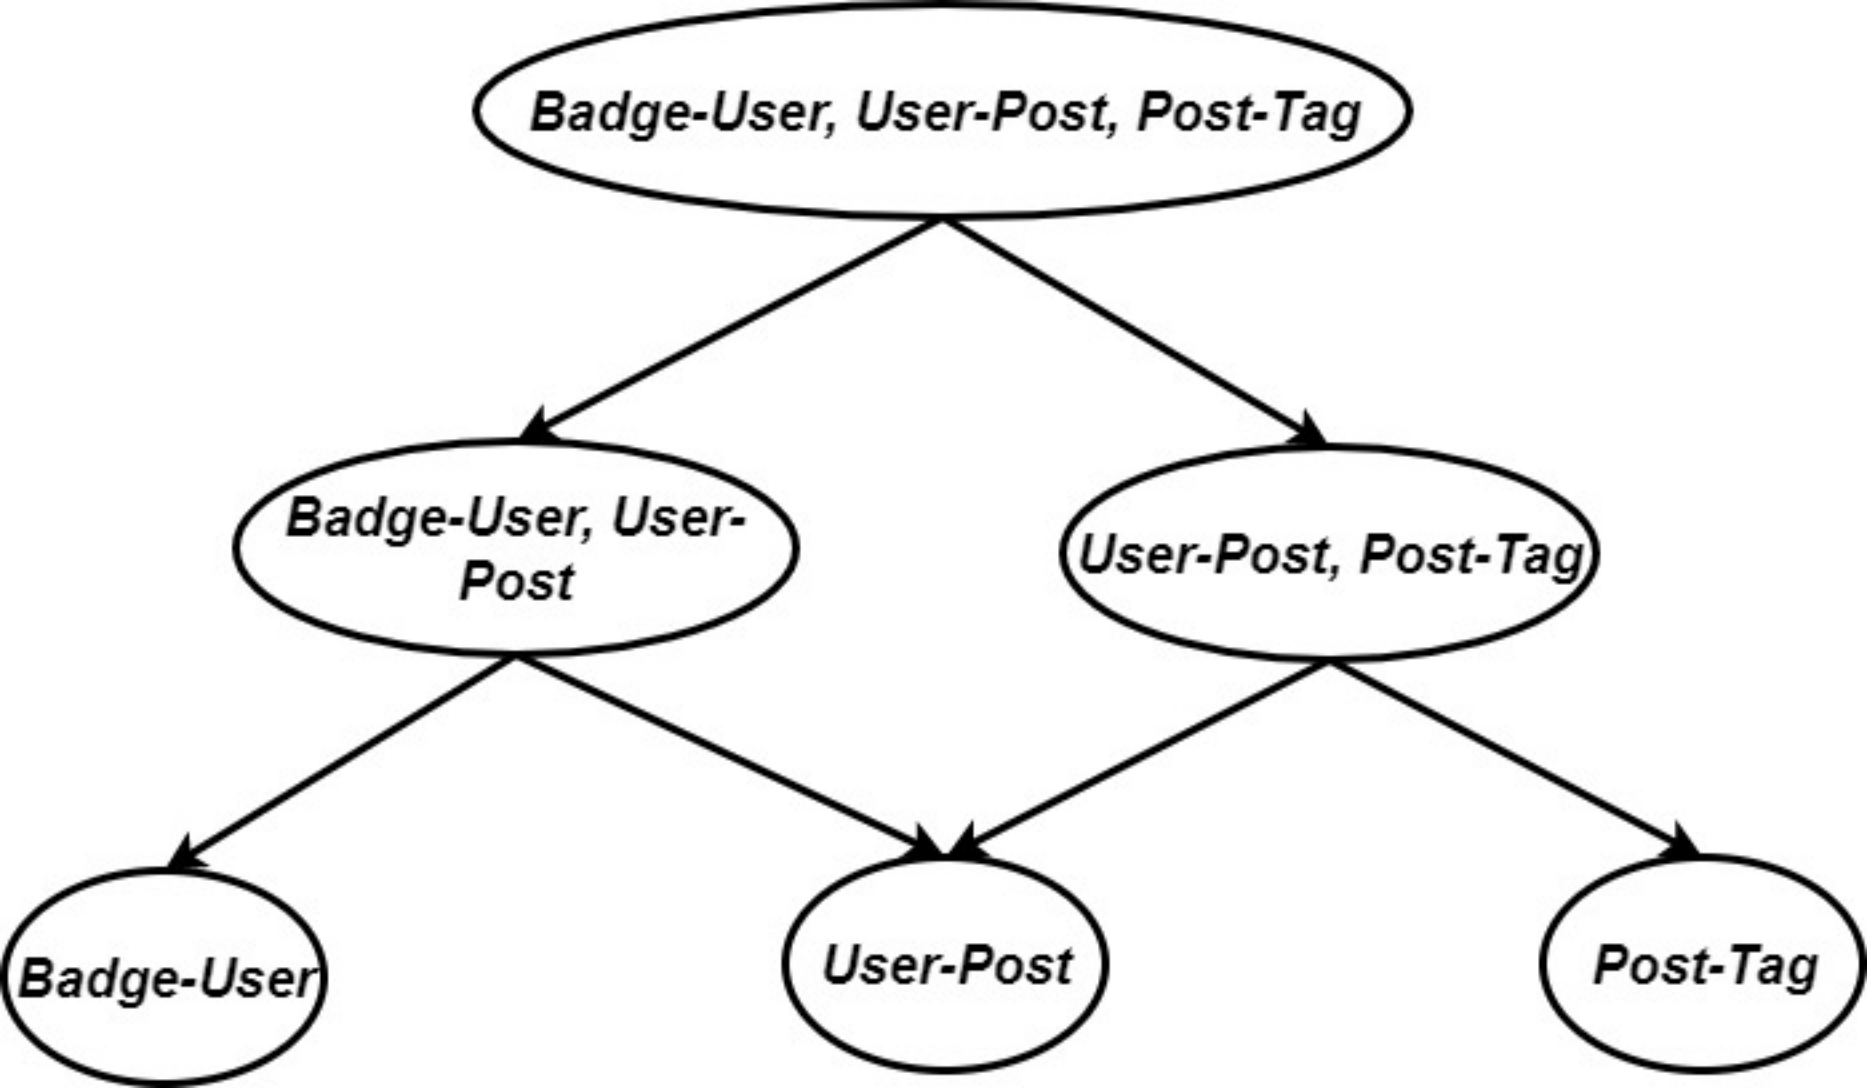 Badge-User, User-Post, Post-Tag
Badge-User, User-
Post
User-Post, Post-Tag
Badge-User
User-Post
Post-Tag